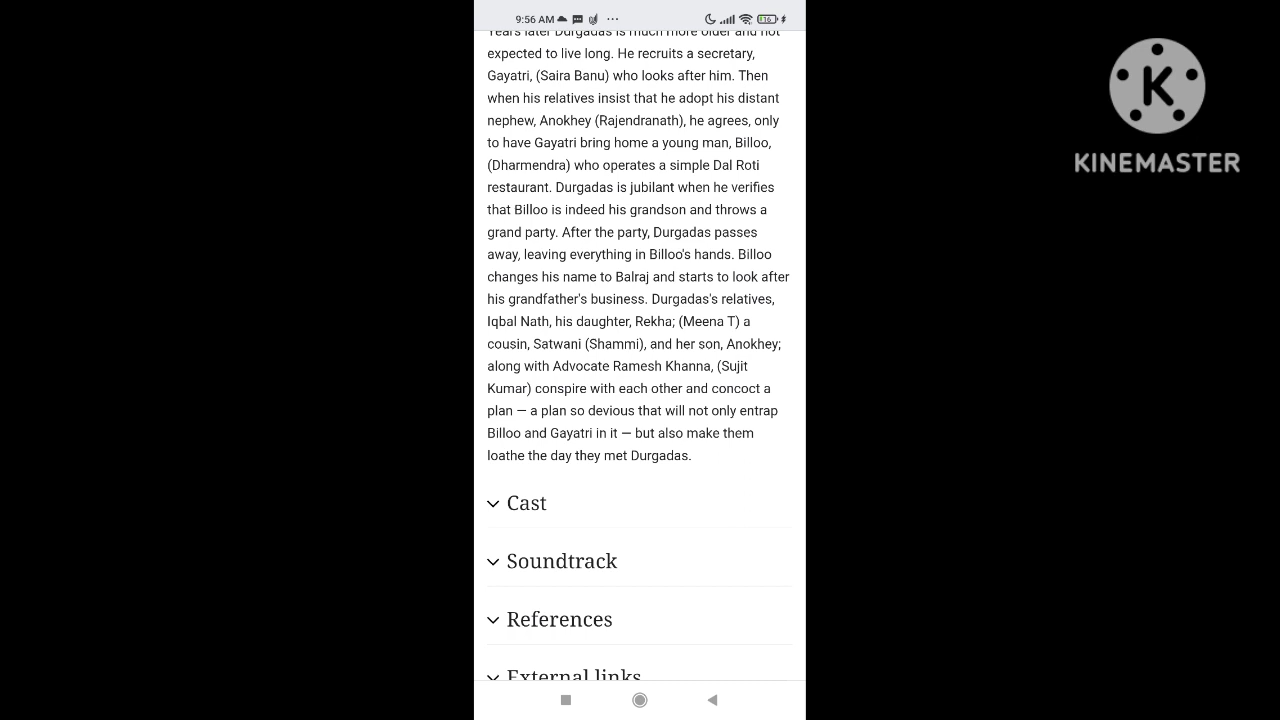 9:56 AM
16
Years later Durgadas is much more older and not
expected to live long. He recruits a secretary,
Gayatri, (Saira Banu) who looks after him. Then
when his relatives insist that he adopt his distant
nephew, Anokhey (Rajendranath), he agrees, only
to have Gayatri bring home a young man, Billoo,
(Dharmendra) who operates a simple Dal Roti
restaurant. Durgadas is jubilant when he verifies
that Billoo is indeed his grandson and throws a
grand party. After the party, Durgadas passes
away, leaving everything in Billoo's hands. Billoo
changes his name to Balraj and starts to look after
his grandfather's business. Durgadas's relatives,
Iqbal Nath, his daughter, Rekha; (Meena T) a
cousin, Satwani (Shammi), and her son, Anokhey;
along with Advocate Ramesh Khanna, (Sujit
Kumar) conspire with each other and concoct a
plan — a plan so devious that will not only entrap
Billoo and Gayatri in it — but also make them
loathe the day they met Durgadas.
Cast
Soundtrack
References
External links
K
KINEMASTER